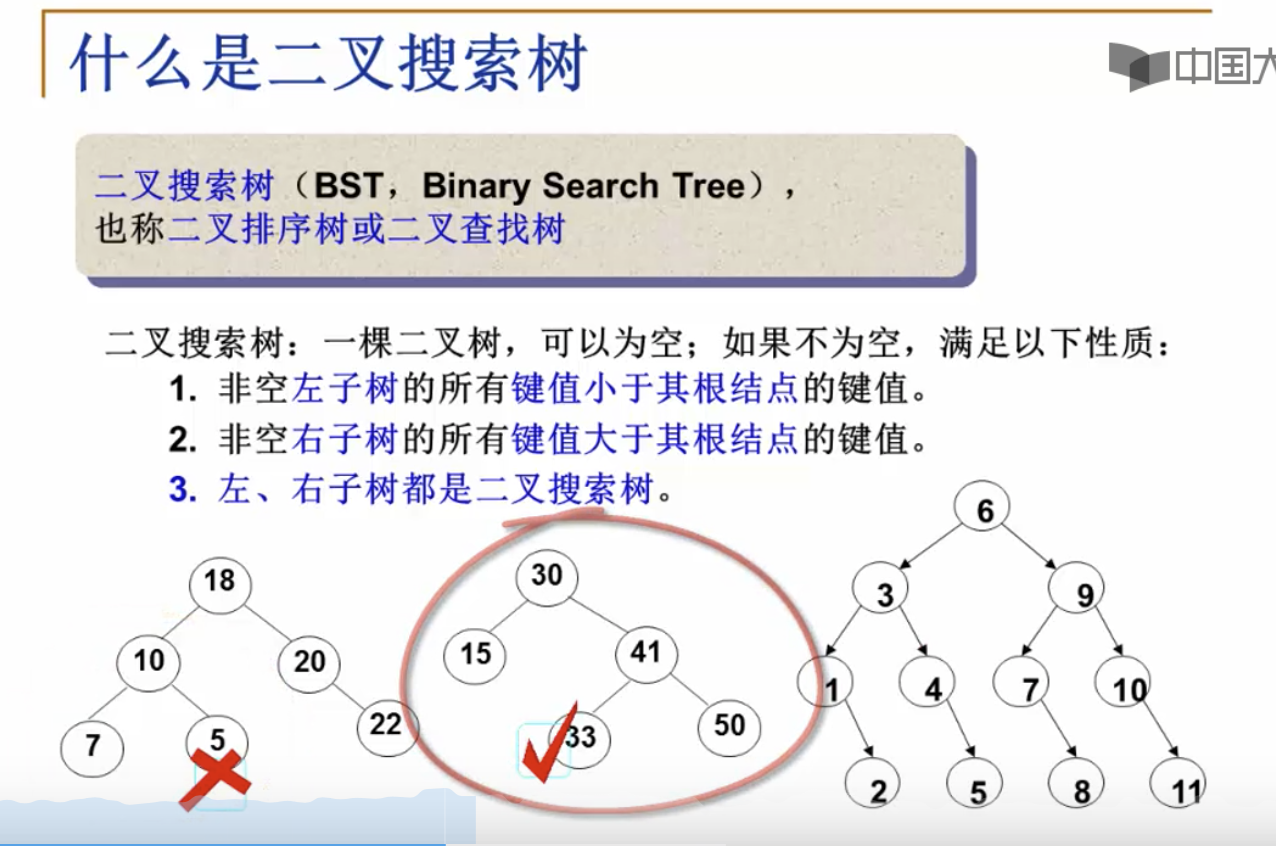 什么是二叉搜索树
中国大
二叉搜索树（BST，Binary Search Tree），
也称二叉排序树或二叉查找树
二叉搜索树：一棵二叉树，可以为空；如果不为空，满足以下性质：
1. 非空左子树的所有键值小于其根结点的键值。
2. 非空右子树的所有键值大于其根结点的键值。
3. 左、右子树都是二叉搜索树。
18
10
20
7
5
22
30
15
41
33
50
6
3
9
1
4
7
10
2
5
8
11